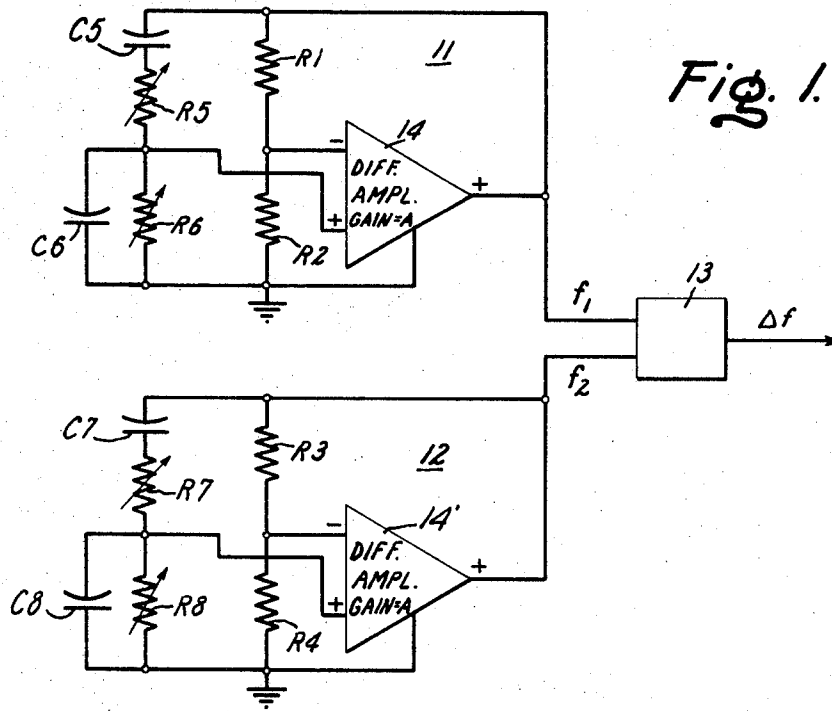 C5
R1
11
Fig. 1.
R5
14
−
DIFF.
AMPL.
GAIN=A
+
+
C6
R6
R2
13
f₁
Δf
f₂
C7
R3
12
R7
14'
−
DIFF.
AMPL.
GAIN=A
+
+
C8
R8
R4